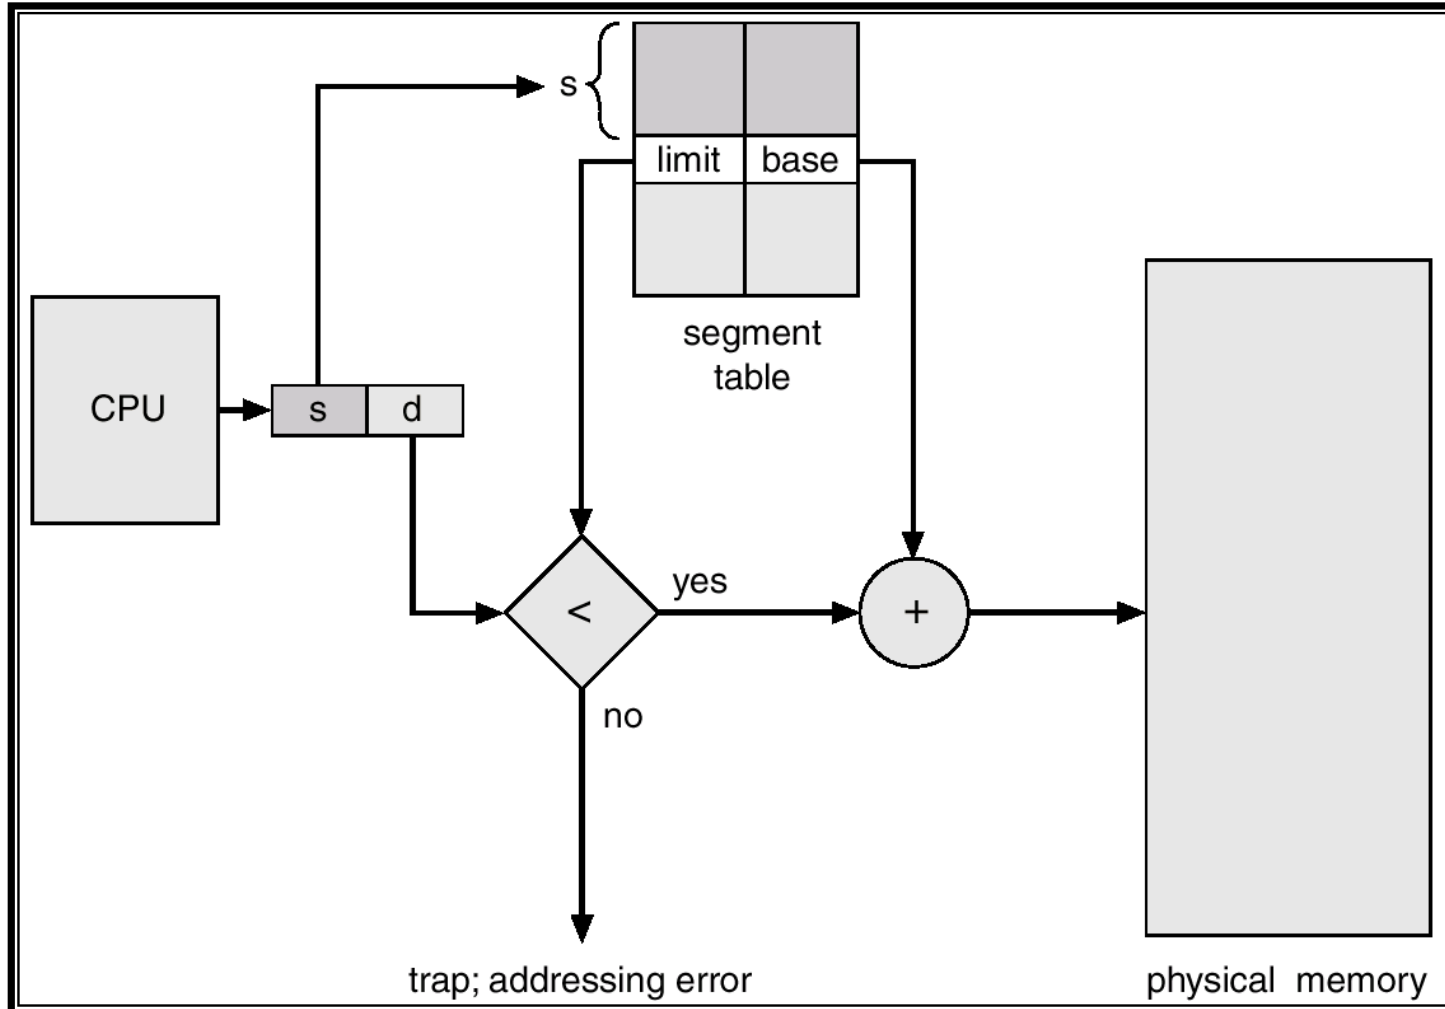 s
limit base
segment
table
CPU
s d
<
yes
+
no
trap; addressing error
physical memory